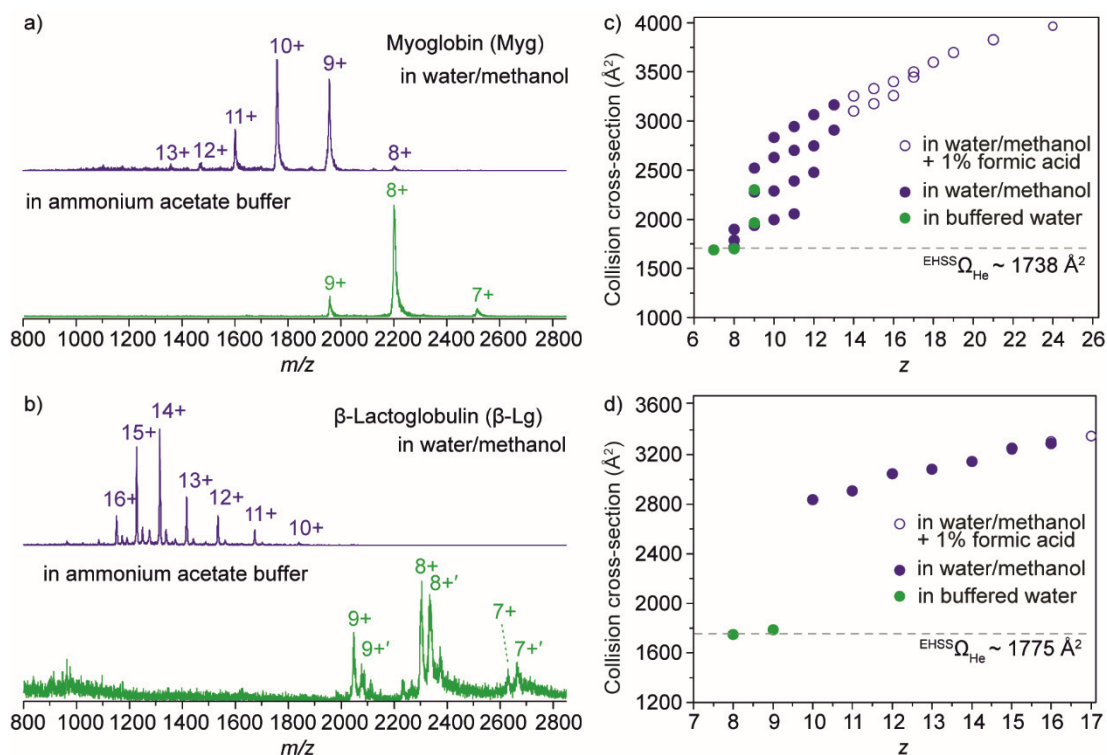 a)
Myoglobin (Myg)
in water/methanol
10+
9+
11+
13+
12+
8+
in ammonium acetate buffer
8+
9+
7+
800 1000 1200 1400 1600 1800 2000 2200 2400 2600 2800
m/z
c)
Collision cross-section (Å²)
4000
3500
3000
2500
2000
1500
1000
in water/methanol
+ 1% formic acid
in water/methanol
in buffered water
EHSSΩHe ~ 1738 Å²
6 8 10 12 14 16 18 20 22 24 26
z
b)
β-Lactoglobulin (β-Lg)
in water/methanol
14+
15+
16+
13+
12+
11+
10+
in ammonium acetate buffer
8+
8+′
9+
9+′
7+
7+′
800 1000 1200 1400 1600 1800 2000 2200 2400 2600 2800
m/z
d)
Collision cross-section (Å²)
3600
3200
2800
2400
2000
1600
1200
in water/methanol
+ 1% formic acid
in water/methanol
in buffered water
EHSSΩHe ~ 1775 Å²
7 8 9 10 11 12 13 14 15 16 17
z